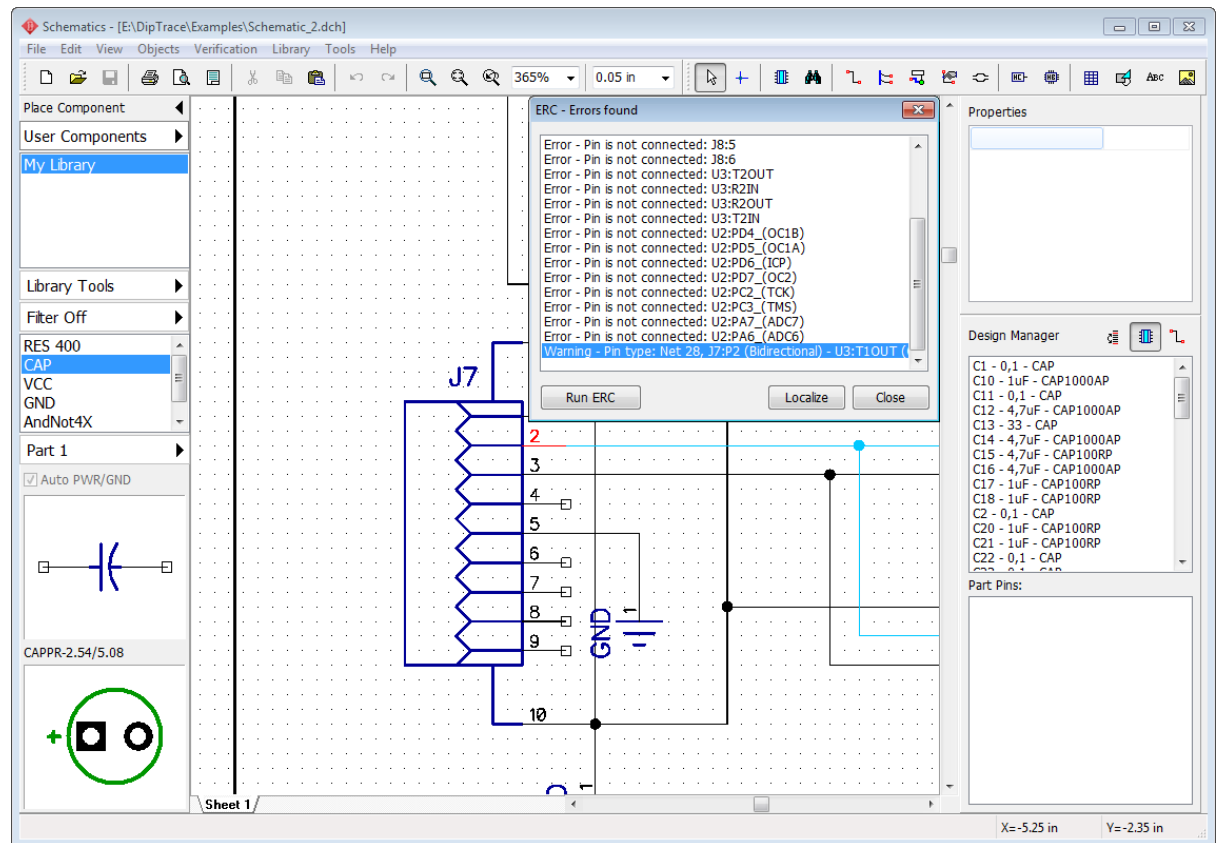 Schematics - [E:\DipTrace\Examples\Schematic_2.dch]
File Edit View Objects Verification Library Tools Help
365% 0.05 in ABC
Place Component
User Components
My Library
Library Tools
Filter Off
RES 400
CAP
VCC
GND
AndNot4X
Part 1
Auto PWR/GND
CAPPR-2.54/5.08
+
ERC - Errors found
Error - Pin is not connected: J8:5
Error - Pin is not connected: J8:6
Error - Pin is not connected: U3:T2OUT
Error - Pin is not connected: U3:R2IN
Error - Pin is not connected: U3:R2OUT
Error - Pin is not connected: U3:T2IN
Error - Pin is not connected: U2:PD4_(OC1B)
Error - Pin is not connected: U2:PD5_(OC1A)
Error - Pin is not connected: U2:PD6_(ICP)
Error - Pin is not connected: U2:PD7_(OC2)
Error - Pin is not connected: U2:PC2_(TCK)
Error - Pin is not connected: U2:PC3_(TMS)
Error - Pin is not connected: U2:PA7_(ADC7)
Error - Pin is not connected: U2:PA6_(ADC6)
Warning - Pin type: Net 28, J7:P2 (Bidirectional) - U3:T1OUT (
Run ERC Localize Close
J7
2
3
4
5
6
7
8
9
10
GND
1
1
Sheet 1
Properties
Design Manager
C1 - 0,1 - CAP
C10 - 1uF - CAP1000AP
C11 - 0,1 - CAP
C12 - 4,7uF - CAP1000AP
C13 - 33 - CAP
C14 - 4,7uF - CAP1000AP
C15 - 4,7uF - CAP100RP
C16 - 4,7uF - CAP1000AP
C17 - 1uF - CAP100RP
C18 - 1uF - CAP100RP
C2 - 0,1 - CAP
C20 - 1uF - CAP100RP
C21 - 1uF - CAP100RP
C22 - 0,1 - CAP
Part Pins:
X=-5.25 in Y=-2.35 in